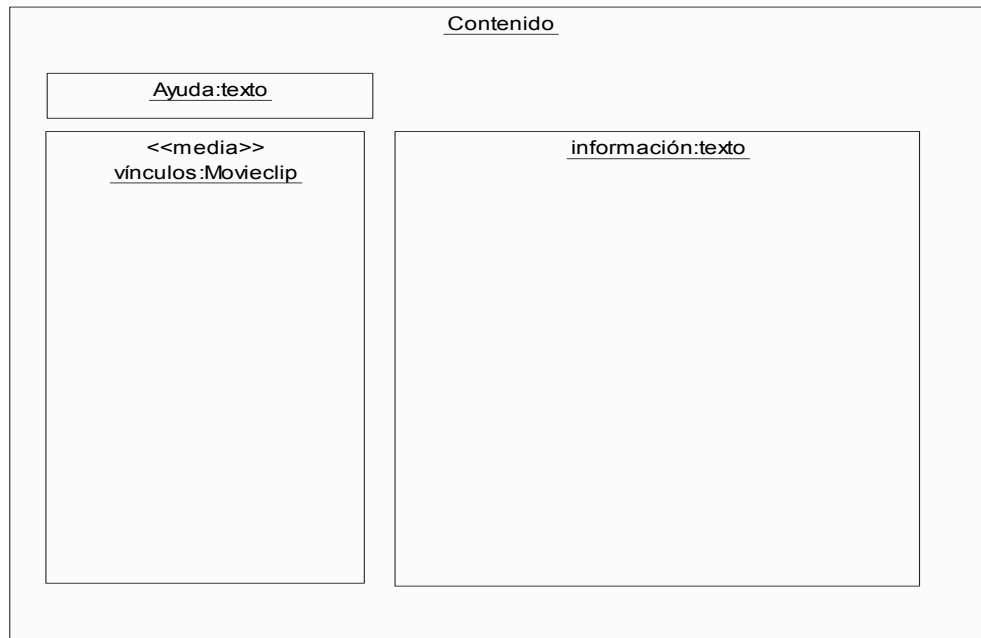 Contenido
Ayuda:texto
<<media>>
vínculos:Movieclip
información:texto